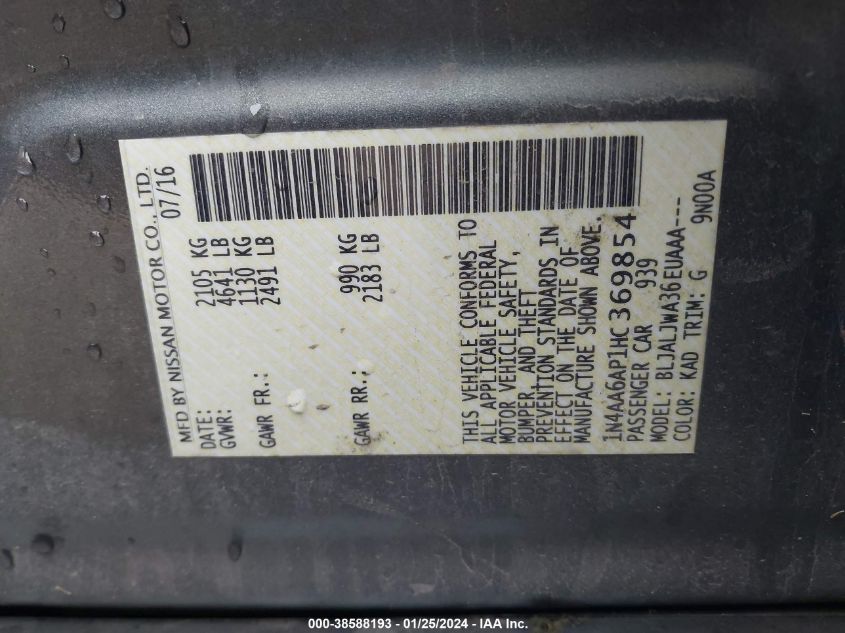 MFD BY NISSAN MOTOR CO., LTD.
DATE: 07/16
GVWR: 2105 KG
4641 LB
GAWR FR.: 1130 KG
2491 LB
GAWR RR.: 990 KG
2183 LB
THIS VEHICLE CONFORMS TO
ALL APPLICABLE FEDERAL
MOTOR VEHICLE SAFETY,
BUMPER, AND THEFT
PREVENTION STANDARDS IN
EFFECT ON THE DATE OF
MANUFACTURE SHOWN ABOVE.
1N4AA6AP1HC369854
PASSENGER CAR 939
MODEL: BLJALJWA36EUAAA---
COLOR: KAD TRIM: G 9N00A
000-38588193 - 01/25/2024 - IAA Inc.